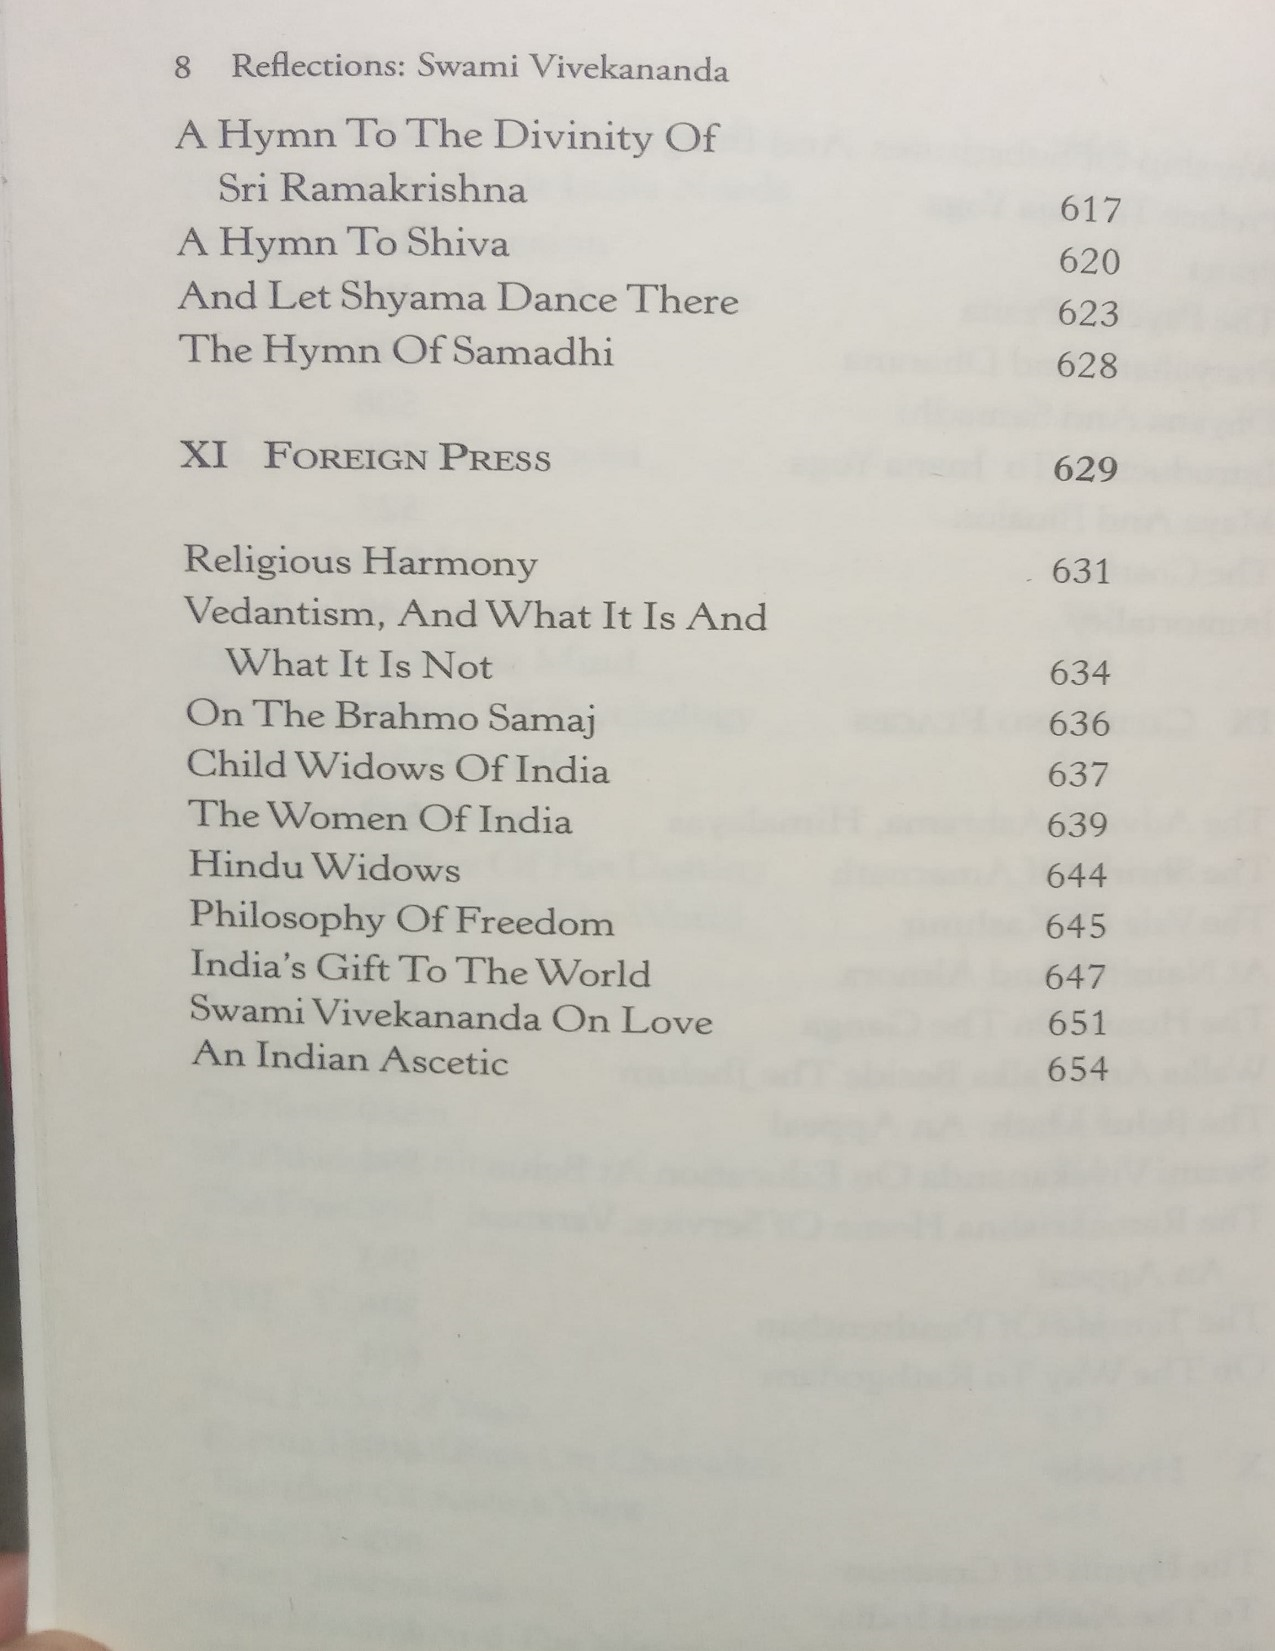 8 Reflections: Swami Vivekananda
A Hymn To The Divinity Of
Sri Ramakrishna 617
A Hymn To Shiva 620
And Let Shyama Dance There 623
The Hymn Of Samadhi 628
XI FOREIGN PRESS 629
Religious Harmony 631
Vedantism, And What It Is And
What It Is Not 634
On The Brahmo Samaj 636
Child Widows Of India 637
The Women Of India 639
Hindu Widows 644
Philosophy Of Freedom 645
India's Gift To The World 647
Swami Vivekananda On Love 651
An Indian Ascetic 654